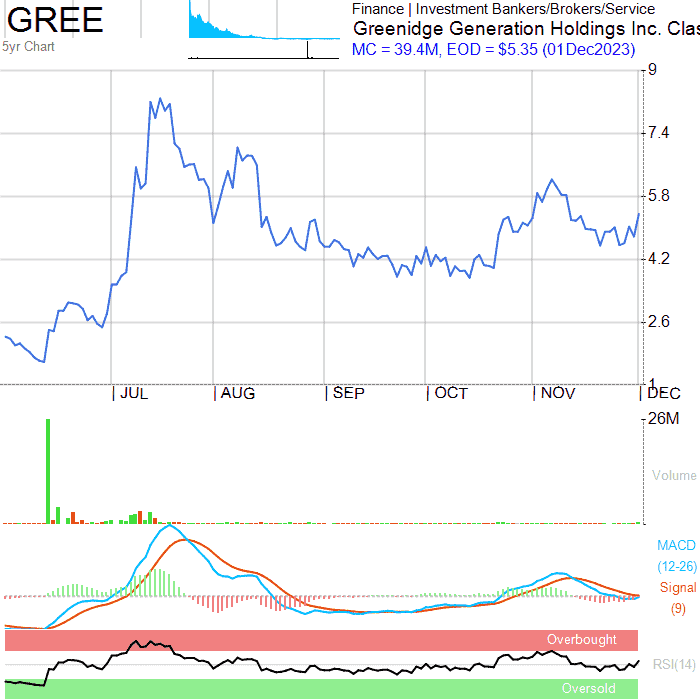 GREE
5yr Chart
Finance | Investment Bankers/Brokers/Service
Greenidge Generation Holdings Inc. Clas
MC = 39.4M, EOD = $5.35 (01Dec2023)
9
7.4
5.8
4.2
2.6
1
JUL AUG SEP OCT NOV DEC
26M
Volume
MACD
(12-26)
Signal
(9)
Overbought
RSI(14)
Oversold